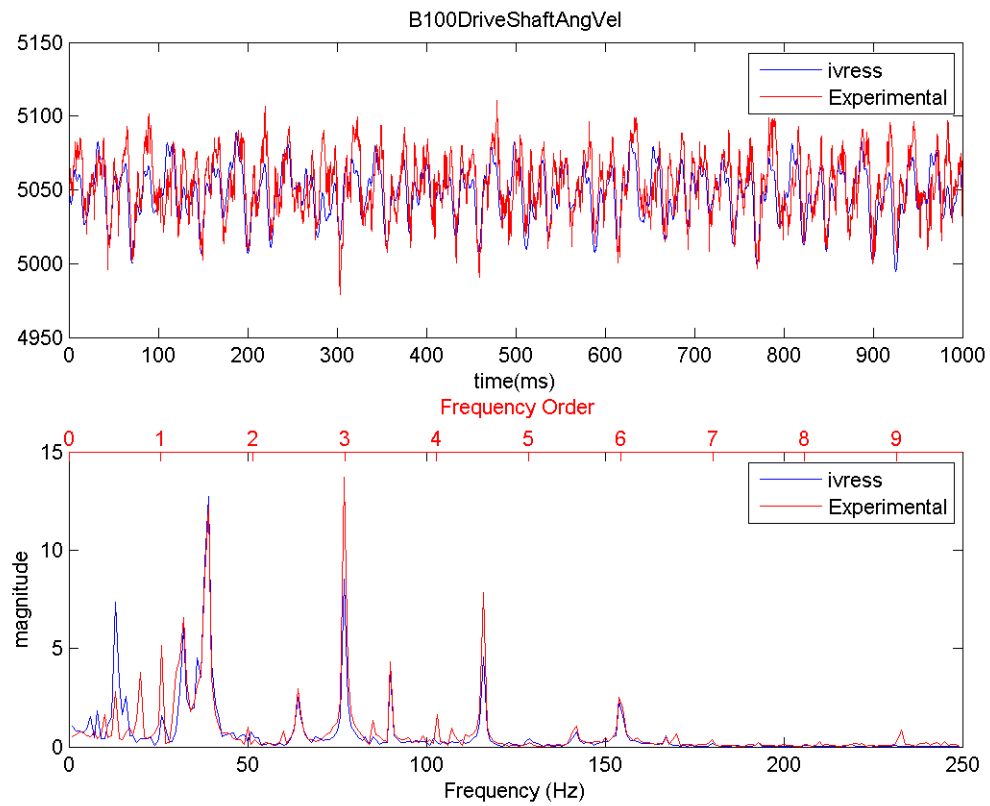 B100DriveShaftAngVel
5150
5100
5050
5000
4950
ivress
Experimental
0 100 200 300 400 500 600 700 800 900 1000
time(ms)
Frequency Order
0 1 2 3 4 5 6 7 8 9
15
10
5
0
magnitude
ivress
Experimental
0 50 100 150 200 250
Frequency (Hz)